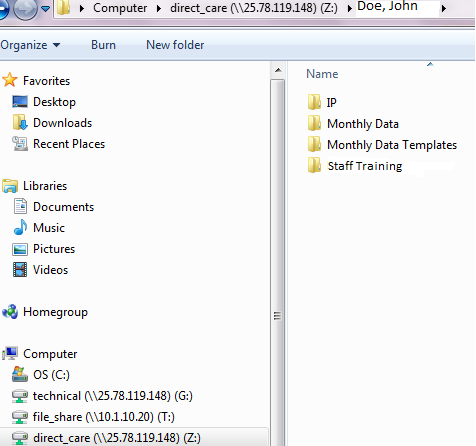 Computer direct_care (\\25.78.119.148) (Z:) Doe, John
Organize Burn New folder
Favorites
Desktop
Downloads
Recent Places
Libraries
Documents
Music
Pictures
Videos
Homegroup
Computer
OS (C:)
technical (\\25.78.119.148) (G:)
file_share (\\10.1.10.20) (T:)
direct_care (\\25.78.119.148) (Z:)
Name
IP
Monthly Data
Monthly Data Templates
Staff Training